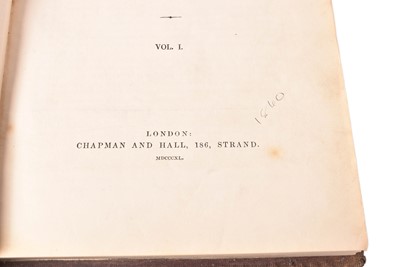 VOL. I.
1840
LONDON:
CHAPMAN AND HALL, 186, STRAND.
MDCCCXL.